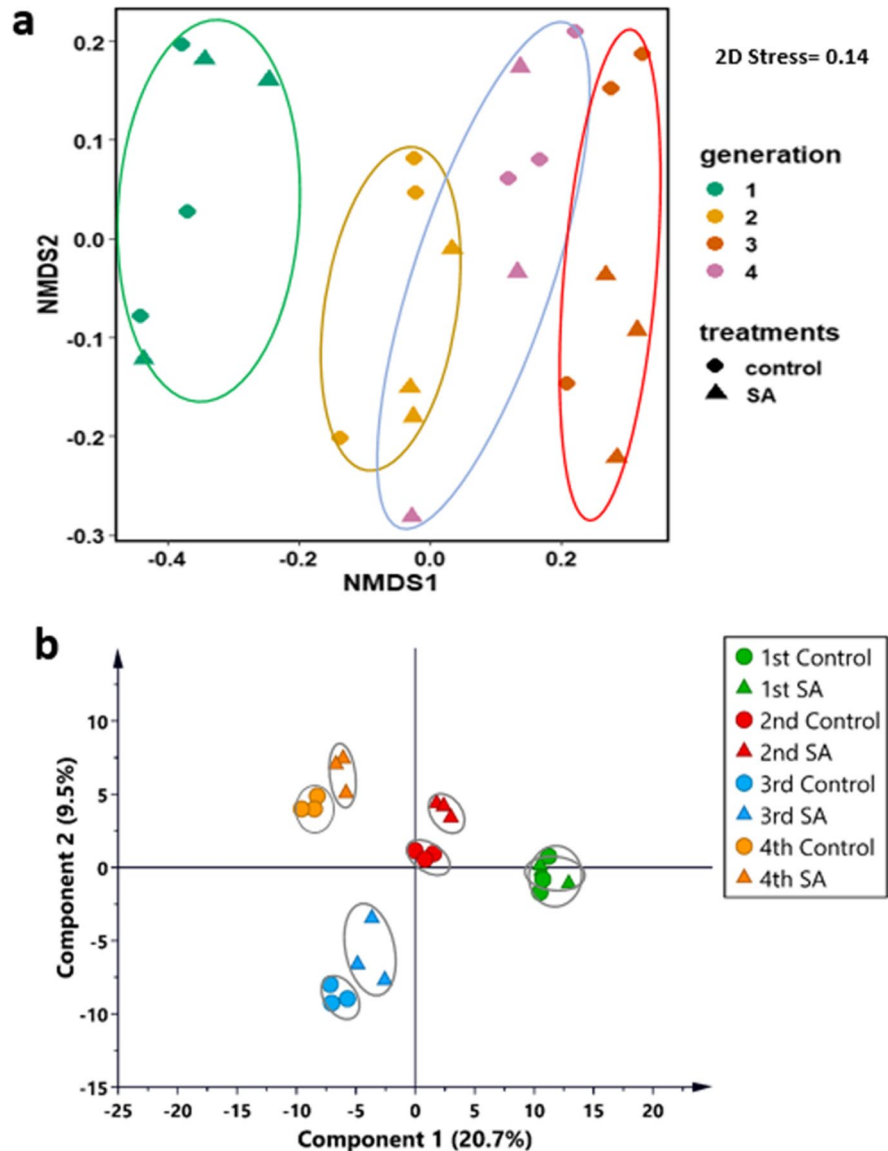 a
2D Stress= 0.14
0.2
0.1
0.0
-0.1
-0.2
-0.3
NMDS2
-0.4
-0.2
0.0
0.2
NMDS1
generation
1
2
3
4
treatments
control
SA
b
10
5
0
-5
-10
-15
Component 2 (9.5%)
-25
-20
-15
-10
-5
0
5
10
15
20
Component 1 (20.7%)
1st Control
1st SA
2nd Control
2nd SA
3rd Control
3rd SA
4th Control
4th SA